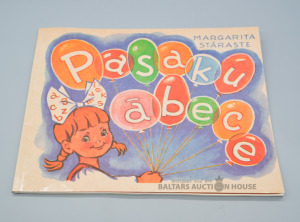 MARGARITA
STĀRASTE
Pasaku
ābece
BALTARS AUCTION HOUSE